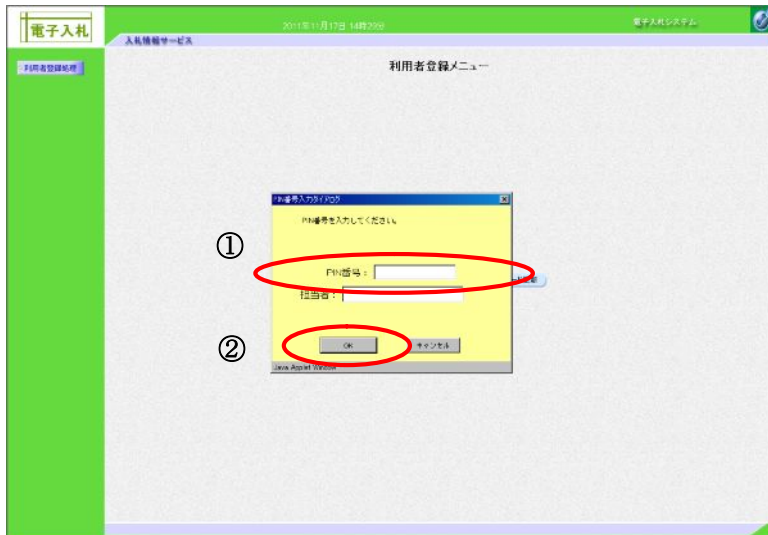 電子入札
2011年11月17日 14時29分
電子入札システム
入札情報サービス
利用者登録処理
利用者登録メニュー
PIN番号入力ダイアログ
PIN番号を入力してください。
①
PIN番号：
担当者：
②
OK
キャンセル
Java Applet Window